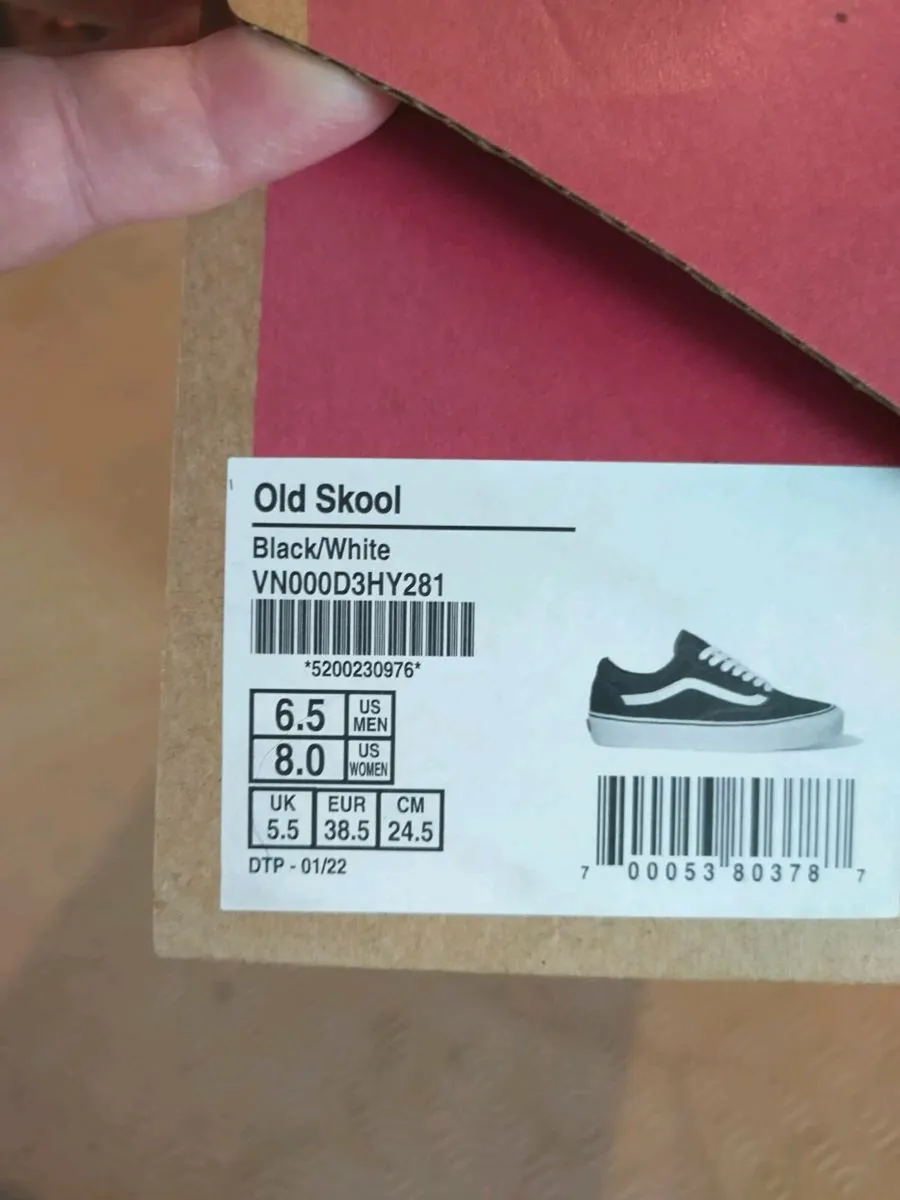 Old Skool
Black/White
VN000D3HY281
*5200230976*
6.5 US MEN
8.0 US WOMEN
UK EUR CM
5.5 38.5 24.5
DTP - 01/22
7 00053 80378 7